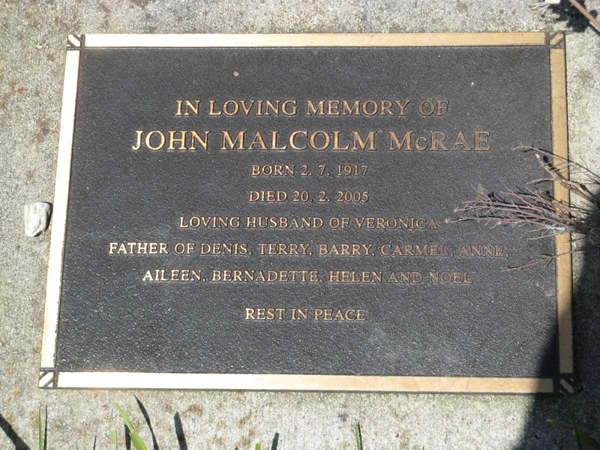 IN LOVING MEMORY OF
JOHN MALCOLM McRAE
BORN 2. 7. 1917
DIED 20. 2. 2005
LOVING HUSBAND OF VERONICA
FATHER OF DENIS, TERRY, BARRY, CARMEL, ANNE,
AILEEN, BERNADETTE, HELEN AND NOEL
REST IN PEACE